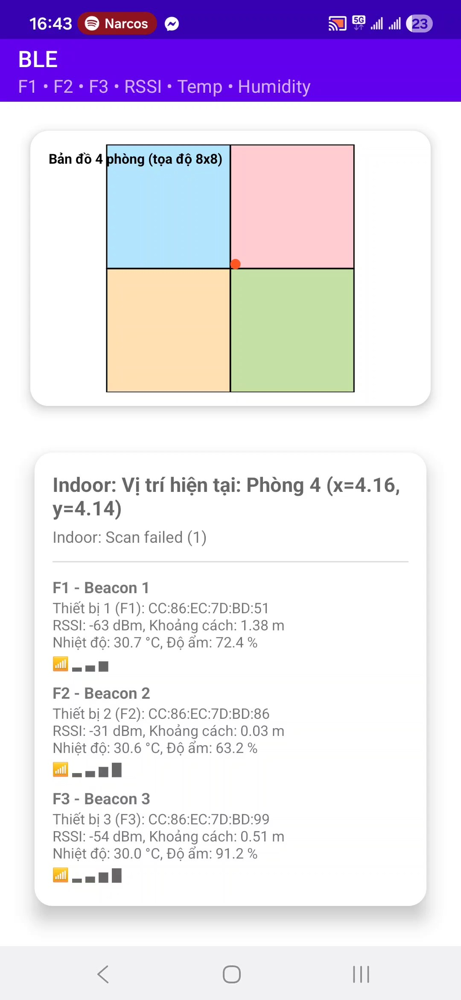 16:43 Narcos 5G 23
BLE
F1 • F2 • F3 • RSSI • Temp • Humidity
Bản đồ 4 phòng (tọa độ 8x8)
Indoor: Vị trí hiện tại: Phòng 4 (x=4.16,
y=4.14)
Indoor: Scan failed (1)
F1 - Beacon 1
Thiết bị 1 (F1): CC:86:EC:7D:BD:51
RSSI: -63 dBm, Khoảng cách: 1.38 m
Nhiệt độ: 30.7 °C, Độ ẩm: 72.4 %
F2 - Beacon 2
Thiết bị 2 (F2): CC:86:EC:7D:BD:86
RSSI: -31 dBm, Khoảng cách: 0.03 m
Nhiệt độ: 30.6 °C, Độ ẩm: 63.2 %
F3 - Beacon 3
Thiết bị 3 (F3): CC:86:EC:7D:BD:99
RSSI: -54 dBm, Khoảng cách: 0.51 m
Nhiệt độ: 30.0 °C, Độ ẩm: 91.2 %